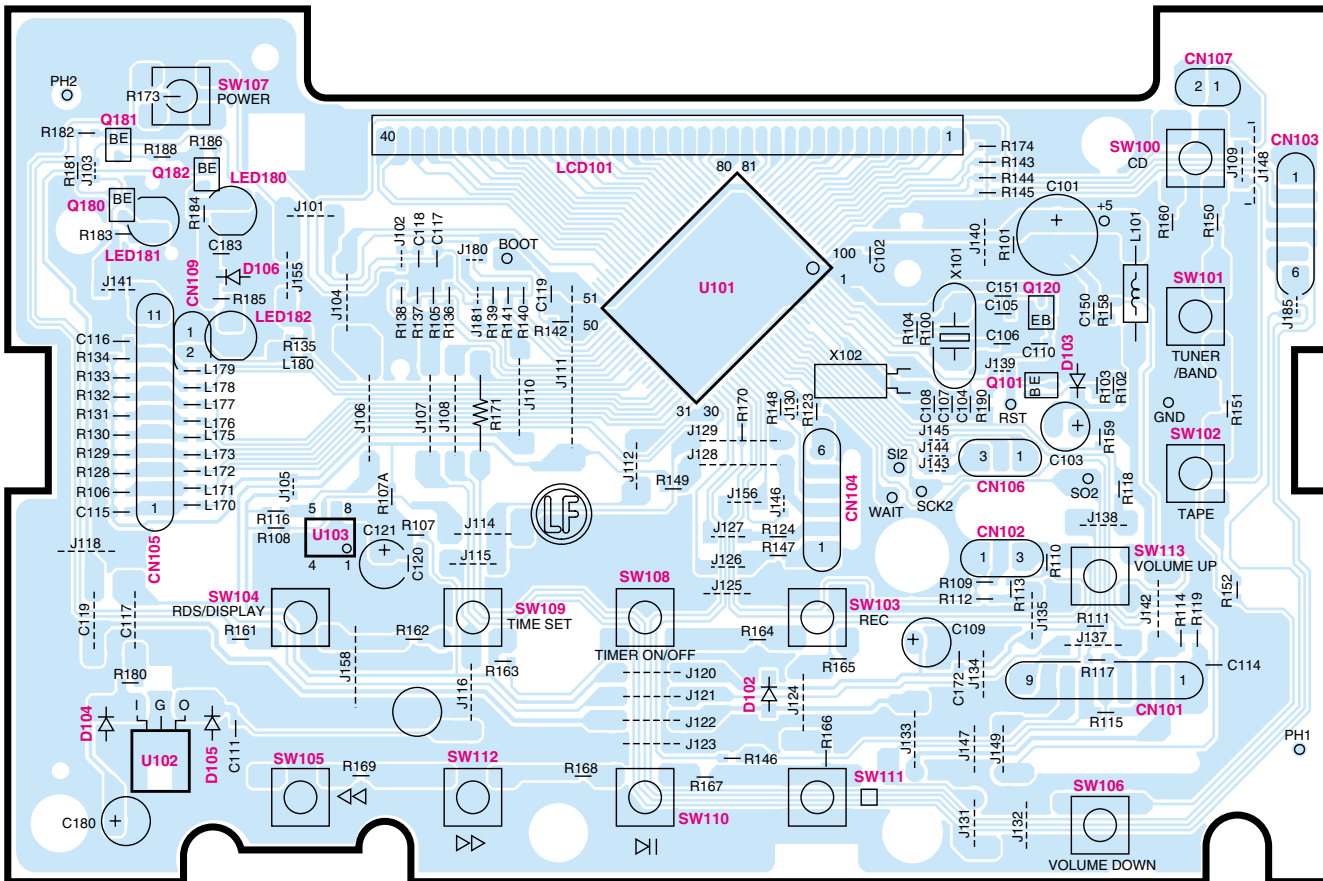 PH2
R173
SW107
POWER
CN107
2 1
Q181
R182
BE
R188
R186
R181
J103
Q182
BE
LED180
40
1
LCD101
80 81
R174
R143
R144
R145
SW100
CD
J109
J148
CN103
1
6
J185
Q180
BE
R183
R184
LED181
C183
J101
J102
C118
C117
J180
BOOT
100
1
C102
J140
R101
C101
+5
L101
R160
R150
J141
CN109
D106
J155
R185
LED182
J104
R138
R137
R105
R136
J181
R139
R141
R140
C119
R142
51
50
J111
U101
X101
R104
R100
C151
C105
Q120
EB
C106
C110
C150
R158
D103
SW101
TUNER
/BAND
11
1
2
C116
R134
R133
R132
R131
R130
R129
R128
R106
C115
1
CN105
R135
L180
L179
L178
L177
L176
L175
L173
L172
L171
L170
J106
J107
J108
R171
J110
X102
J139
Q101
BE
R103
R102
31 30
R170
R148
J130
R123
C108
C107
C104
R190
RST
GND
R151
J129
J128
J112
R149
J145
J144
J143
SI2
C103
R159
SW102
TAPE
6
CN104
1
3 1
CN106
J105
R107A
R116
R108
5 8
U103
4 1
C121
R107
C120
J114
J115
LF
J156
J146
J127
R124
R147
J126
J125
WAIT
SCK2
SO2
R118
J138
CN102
1 3
R110
SW113
VOLUME UP
J118
C119
C117
SW104
RDS/DISPLAY
R161
SW109
TIME SET
R162
R163
SW108
TIMER ON/OFF
SW103
REC
R164
R165
R109
R112
R113
J135
J142
R114
R119
R152
R111
J137
C109
C172
J134
9
1
R117
CN101
R115
C114
R180
I G O
D104
U102
D105
C111
C180
J158
J116
J120
J121
J122
J123
D102
J124
R166
J133
J147
J149
PH1
SW105
R169
SW112
R168
R146
R167
SW110
SW111
J131
J132
SW106
VOLUME DOWN